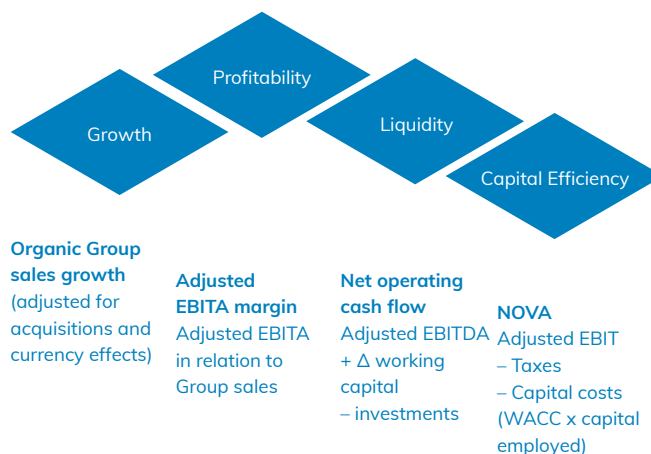 Growth
Profitability
Liquidity
Capital Efficiency
Organic Group
sales growth
(adjusted for
acquisitions and
currency effects)
Adjusted
EBITA margin
Adjusted EBITA
in relation to
Group sales
Net operating
cash flow
Adjusted EBITDA
+ Δ working
capital
– investments
NOVA
Adjusted EBIT
– Taxes
– Capital costs
(WACC x capital
employed)